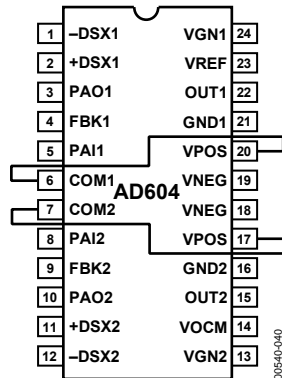 1 –DSX1 VGN1 24
2 +DSX1 VREF 23
3 PAO1 OUT1 22
4 FBK1 GND1 21
5 PAI1 VPOS 20
6 COM1 VNEG 19
AD604
7 COM2 VNEG 18
8 PAI2 VPOS 17
9 FBK2 GND2 16
10 PAO2 OUT2 15
11 +DSX2 VOCM 14
12 –DSX2 VGN2 13
00540-040